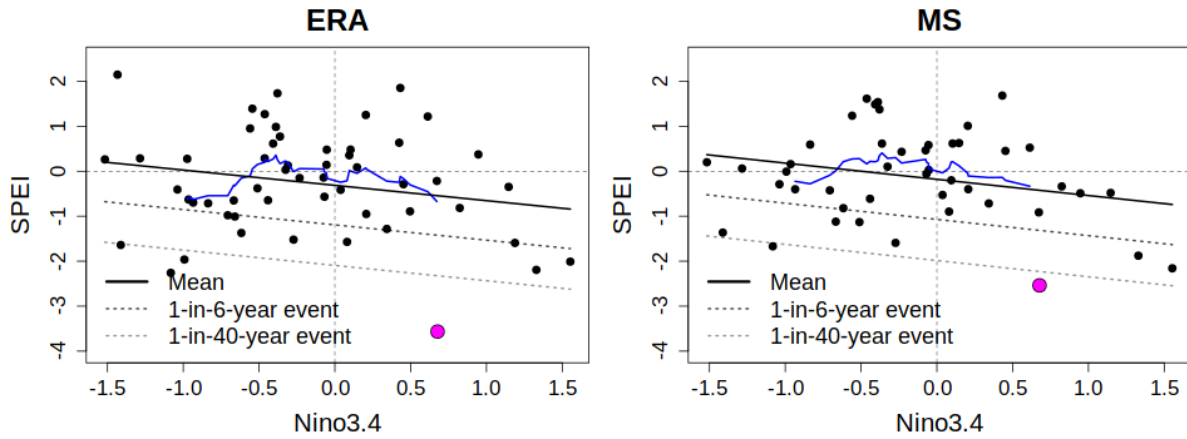 ERA
SPEI
2
1
0
-1
-2
-3
-4
Mean
1-in-6-year event
1-in-40-year event
-1.5 -1.0 -0.5 0.0 0.5 1.0 1.5
Nino3.4
MS
SPEI
2
1
0
-1
-2
-3
-4
Mean
1-in-6-year event
1-in-40-year event
-1.5 -1.0 -0.5 0.0 0.5 1.0 1.5
Nino3.4